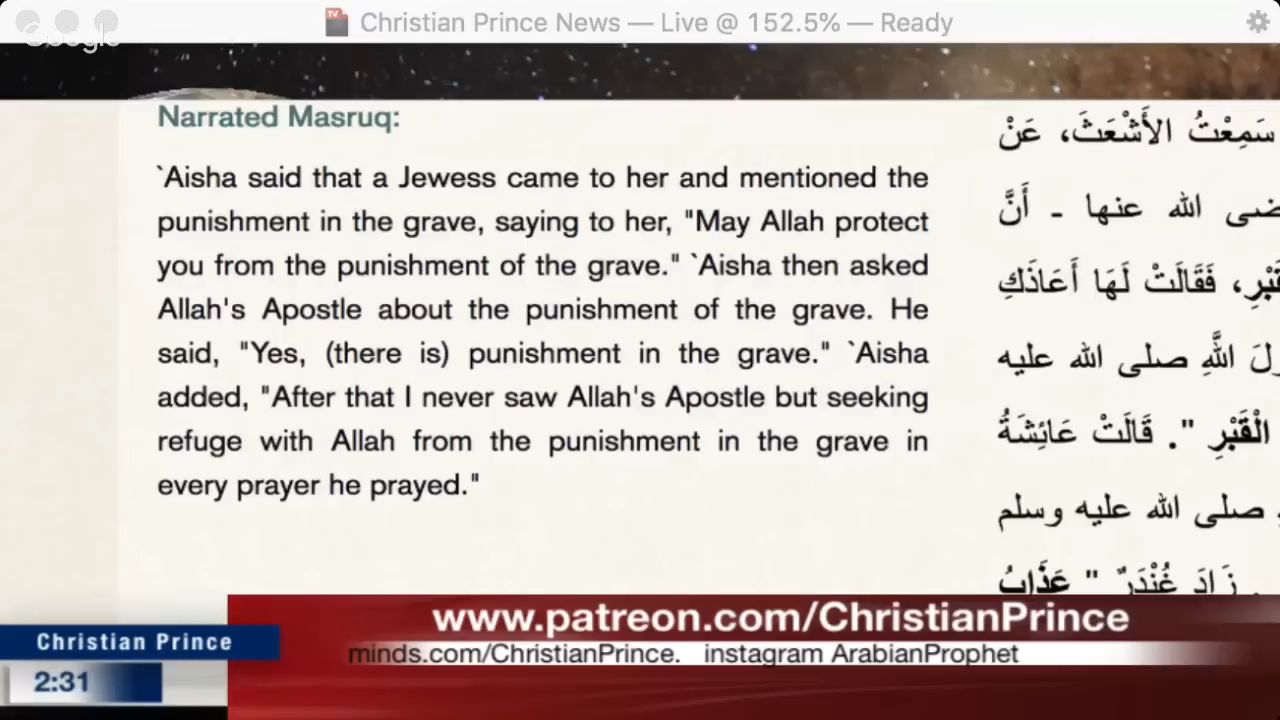 Christian Prince News — Live @ 152.5% — Ready
Google
Narrated Masruq:
`Aisha said that a Jewess came to her and mentioned the
punishment in the grave, saying to her, "May Allah protect
you from the punishment of the grave." `Aisha then asked
Allah's Apostle about the punishment of the grave. He
said, "Yes, (there is) punishment in the grave." `Aisha
added, "After that I never saw Allah's Apostle but seeking
refuge with Allah from the punishment in the grave in
every prayer he prayed."
سَمِعْتُ الأَشْعَثَ، عَنْ
ضى الله عنها ـ أَنَّ
قَبْرِ، فَقَالَتْ لَهَا أَعَاذَكِ
ولَ اللَّهِ صلى الله عليه
الْقَبْرِ ". قَالَتْ عَائِشَةُ
صلى الله عليه وسلم
. زَادَ غُنْدَرٌ " عَذَابُ
www.patreon.com/ChristianPrince
Christian Prince
minds.com/ChristianPrince. instagram ArabianProphet
2:31